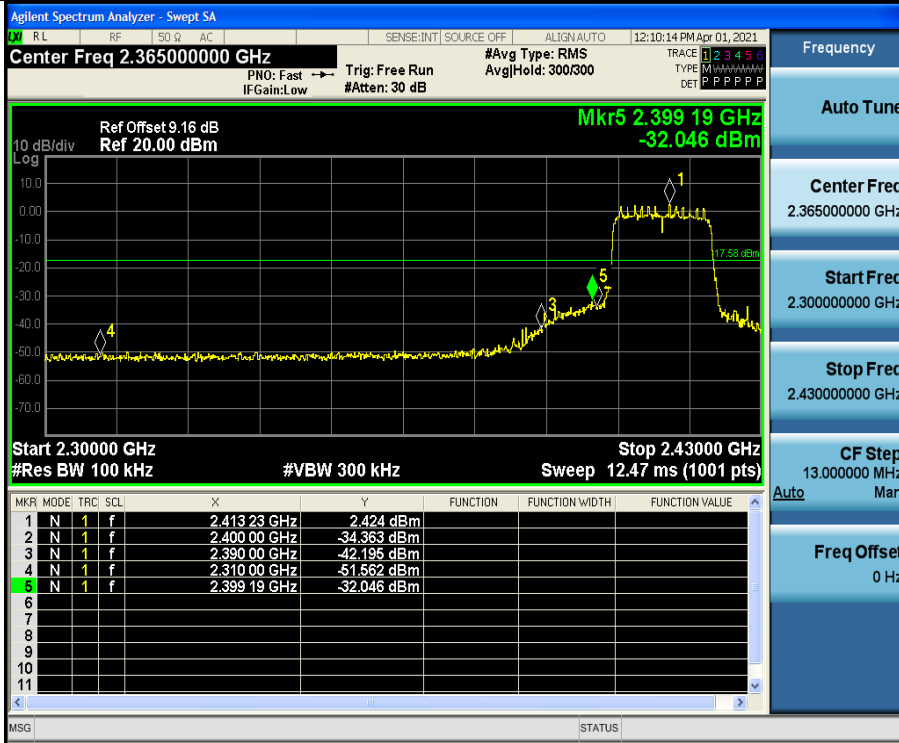 Agilent Spectrum Analyzer - Swept SA
LXI RL RF 50 Ω AC SENSE:INT SOURCE OFF ALIGNAUTO 12:10:14 PM Apr 01, 2021
Center Freq 2.365000000 GHz
PNO: Fast
IFGain:Low
Trig: Free Run
#Atten: 30 dB
#Avg Type: RMS
Avg|Hold: 300/300
TRACE 1 2 3 4 5 6
TYPE M
DET P P P P P P
Frequency
Auto Tune
Center Freq
2.365000000 GHz
Start Freq
2.300000000 GHz
Stop Freq
2.430000000 GHz
CF Step
13.000000 MHz
Auto Man
Freq Offset
0 Hz
Mkr5 2.399 19 GHz
-32.046 dBm
Ref Offset 9.16 dB
10 dB/div Ref 20.00 dBm
Log
10.0
0.00
-10.0
-20.0
-30.0
-40.0
-50.0
-60.0
-70.0
1
17.58 dBm
5
3
4
Start 2.30000 GHz Stop 2.43000 GHz
#Res BW 100 kHz #VBW 300 kHz Sweep 12.47 ms (1001 pts)
MKR MODE TRC SCL X Y FUNCTION FUNCTION WIDTH FUNCTION VALUE
1 N 1 f 2.413 23 GHz 2.424 dBm
2 N 1 f 2.400 00 GHz -34.363 dBm
3 N 1 f 2.390 00 GHz -42.195 dBm
4 N 1 f 2.310 00 GHz -51.562 dBm
5 N 1 f 2.399 19 GHz -32.046 dBm
6
7
8
9
10
11
MSG STATUS